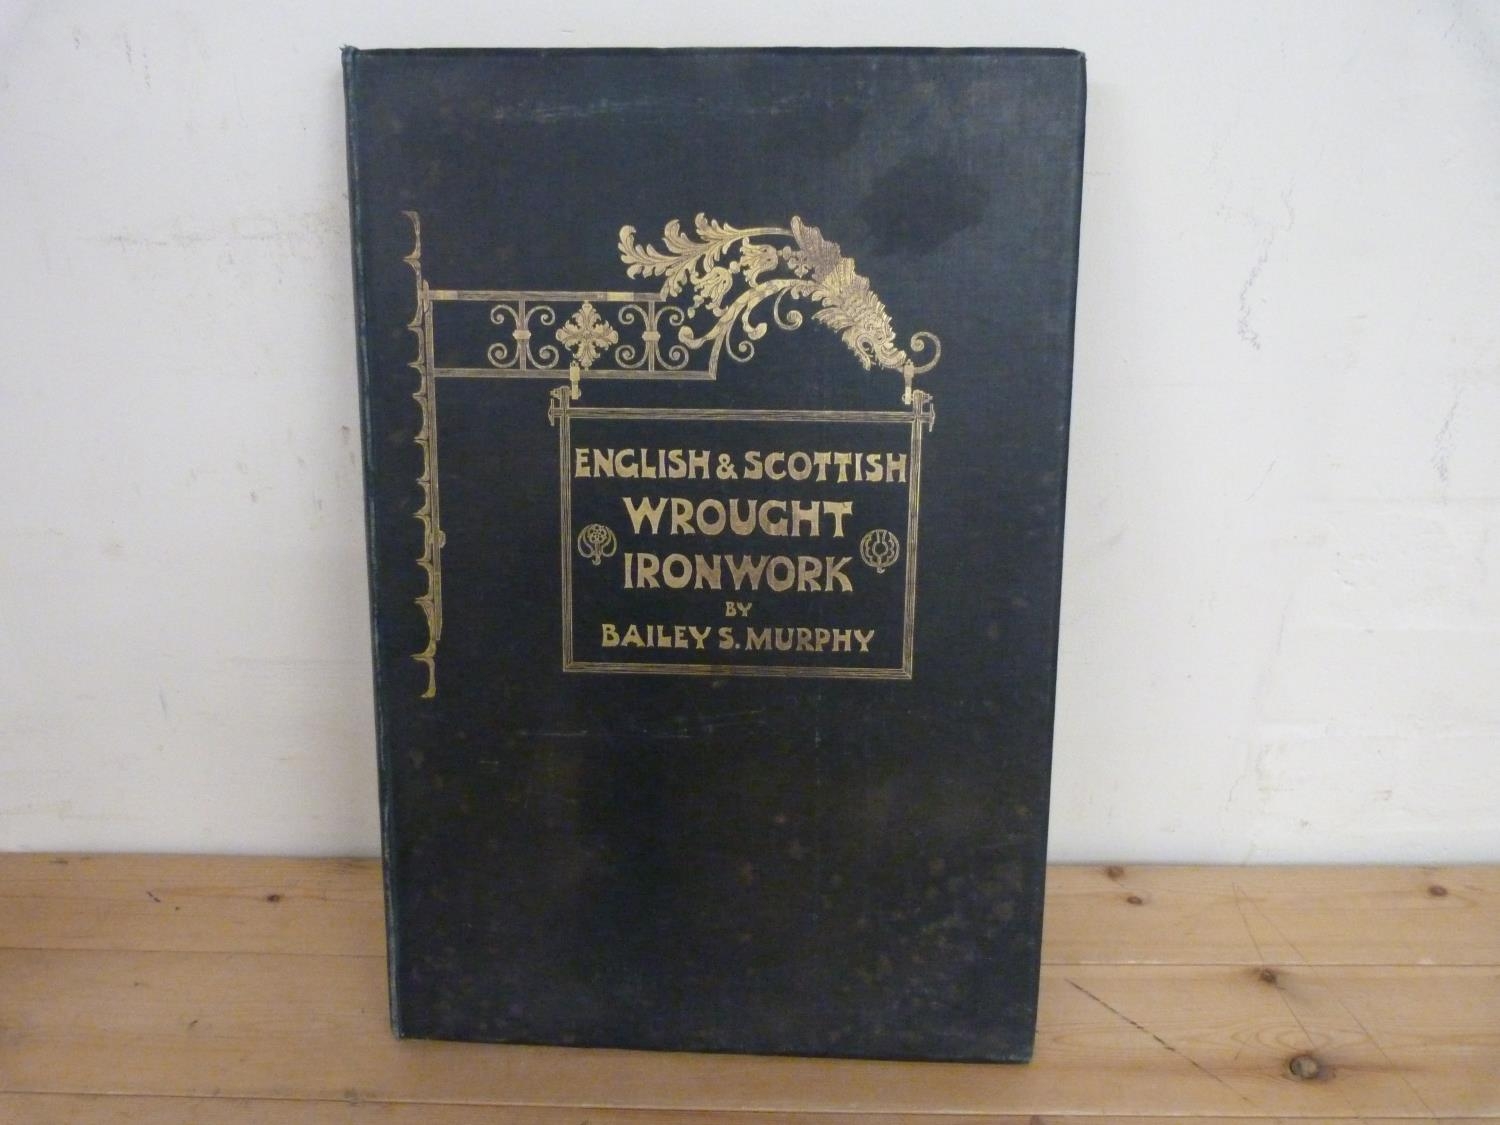 ENGLISH & SCOTTISH
WROUGHT
IRONWORK
BY
BAILEY S. MURPHY